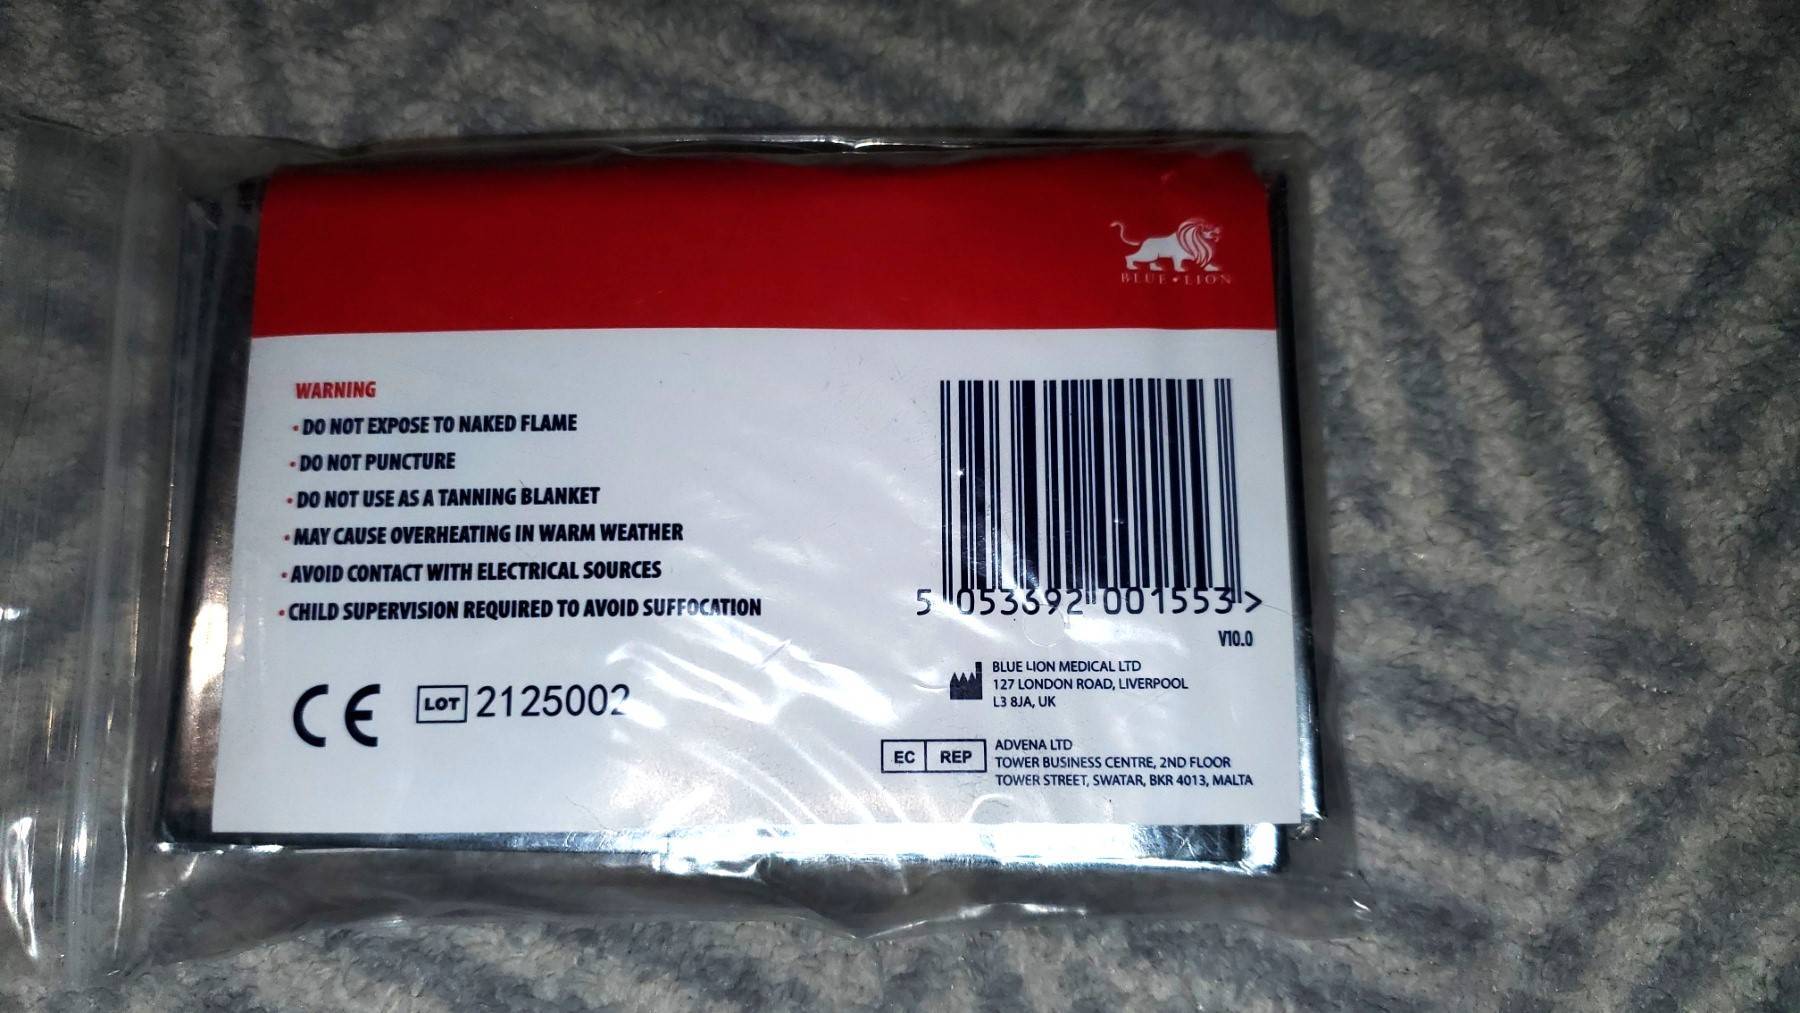 BLUE • LION
WARNING
• DO NOT EXPOSE TO NAKED FLAME
• DO NOT PUNCTURE
• DO NOT USE AS A TANNING BLANKET
• MAY CAUSE OVERHEATING IN WARM WEATHER
• AVOID CONTACT WITH ELECTRICAL SOURCES
• CHILD SUPERVISION REQUIRED TO AVOID SUFFOCATION
CE LOT 2125002
5 053692 001553 >
V10.0
BLUE LION MEDICAL LTD
127 LONDON ROAD, LIVERPOOL
L3 8JA, UK
EC REP
ADVENA LTD
TOWER BUSINESS CENTRE, 2ND FLOOR
TOWER STREET, SWATAR, BKR 4013, MALTA